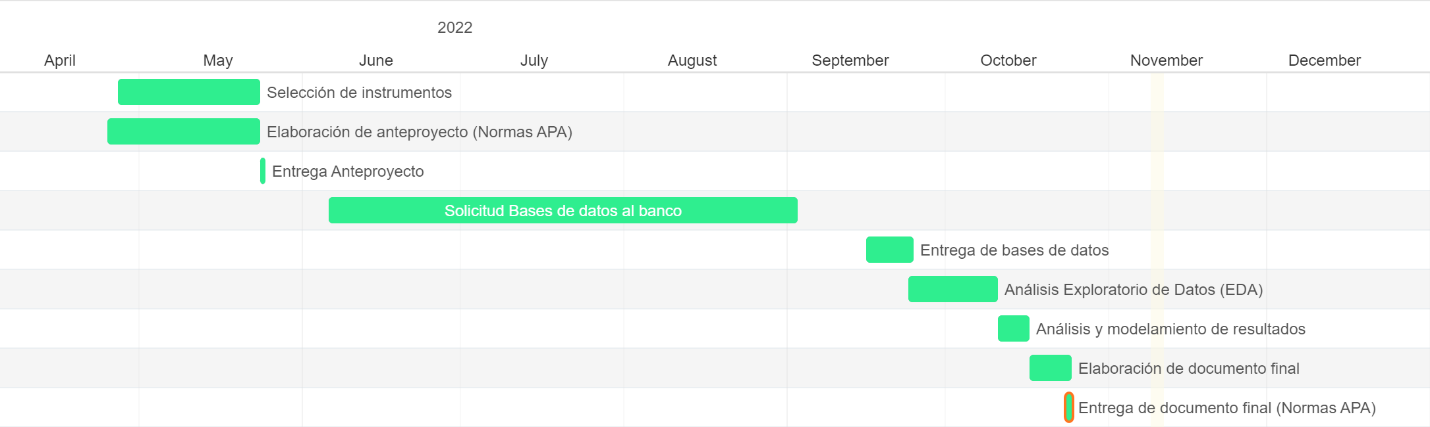 2022
April May June July August September October November December
Selección de instrumentos
Elaboración de anteproyecto (Normas APA)
Entrega Anteproyecto
Solicitud Bases de datos al banco
Entrega de bases de datos
Análisis Exploratorio de Datos (EDA)
Análisis y modelamiento de resultados
Elaboración de documento final
Entrega de documento final (Normas APA)